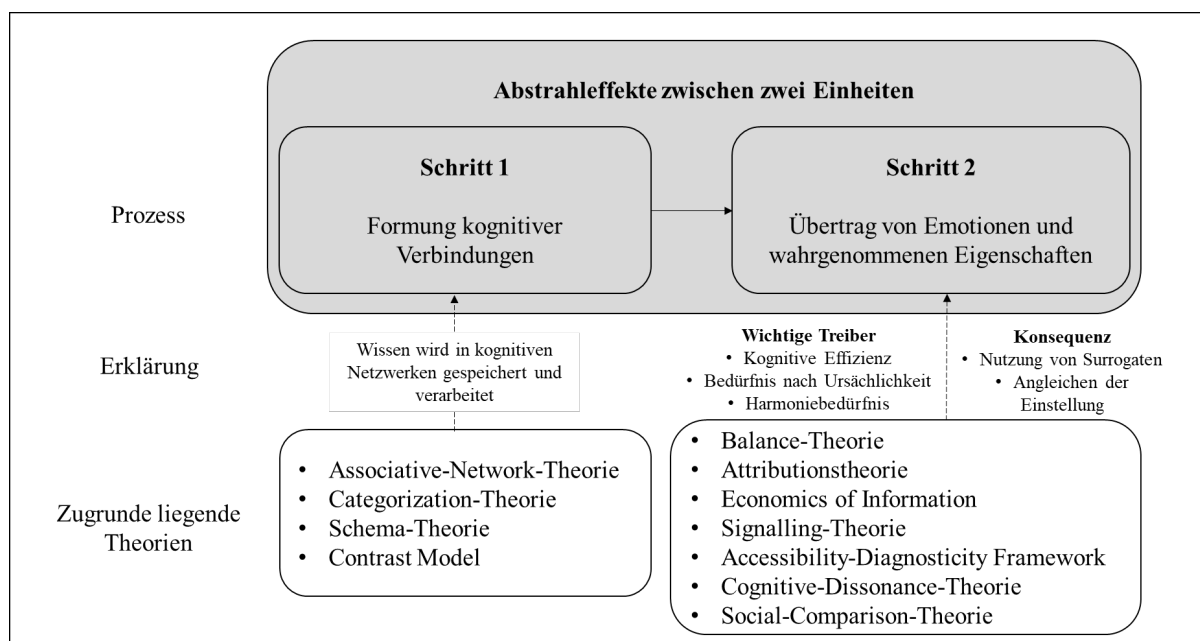 Abstrahleffekte zwischen zwei Einheiten
Prozess
Schritt 1
Formung kognitiver
Verbindungen
Schritt 2
Übertrag von Emotionen und
wahrgenommenen Eigenschaften
Erklärung
Wissen wird in kognitiven
Netzwerken gespeichert und
verarbeitet
Wichtige Treiber
• Kognitive Effizienz
• Bedürfnis nach Ursächlichkeit
• Harmoniebedürfnis
Konsequenz
• Nutzung von Surrogaten
• Angleichen der
Einstellung
Zugrunde liegende
Theorien
• Associative-Network-Theorie
• Categorization-Theorie
• Schema-Theorie
• Contrast Model
• Balance-Theorie
• Attributionstheorie
• Economics of Information
• Signalling-Theorie
• Accessibility-Diagnosticity Framework
• Cognitive-Dissonance-Theorie
• Social-Comparison-Theorie